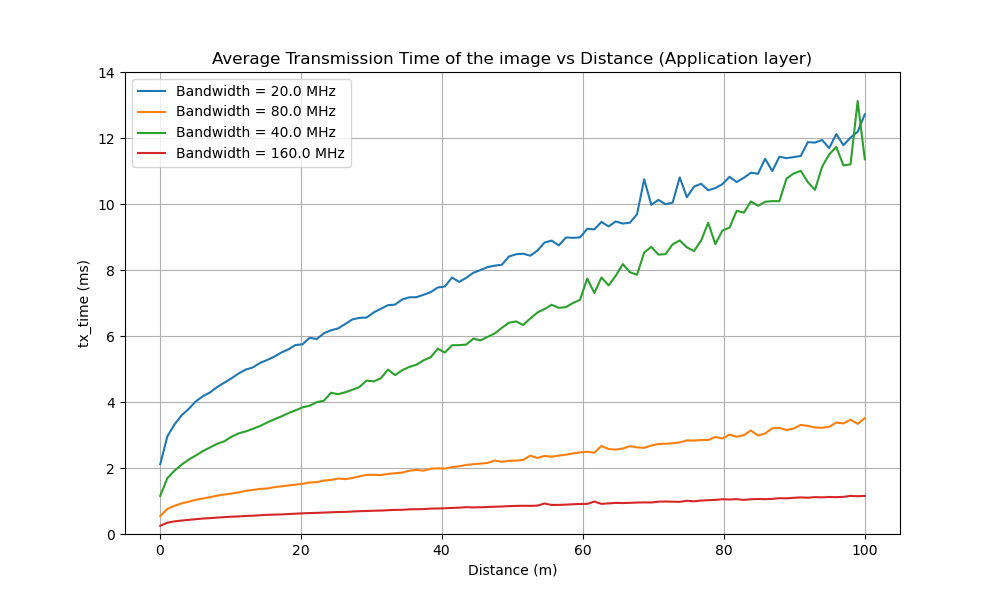 Average Transmission Time of the image vs Distance (Application layer)
Bandwidth = 20.0 MHz
Bandwidth = 80.0 MHz
Bandwidth = 40.0 MHz
Bandwidth = 160.0 MHz
tx_time (ms)
14
12
10
8
6
4
2
0
0 20 40 60 80 100
Distance (m)